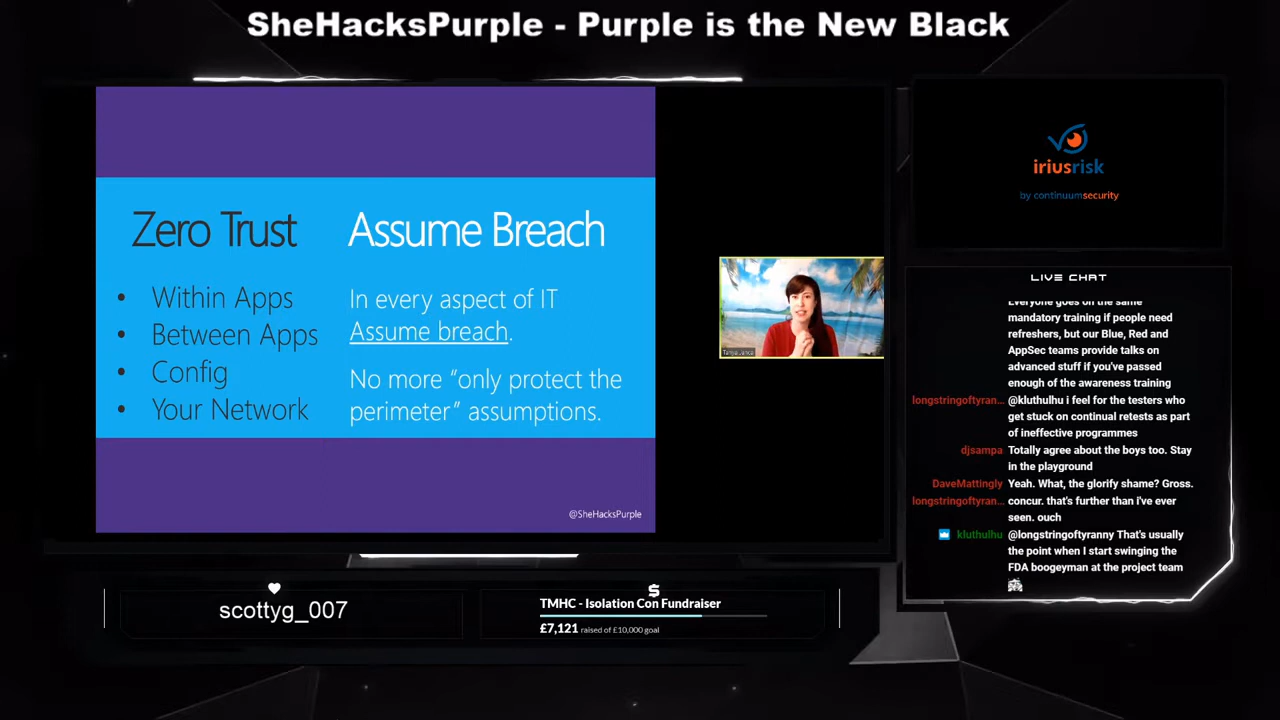 SheHacksPurple - Purple is the New Black
Zero Trust
• Within Apps
• Between Apps
• Config
• Your Network
Assume Breach
In every aspect of IT
Assume breach.
No more “only protect the
perimeter” assumptions.
@SheHacksPurple
iriusrisk
by continuumsecurity
LIVE CHAT
Everyone goes on the same
mandatory training if people need
refreshers, but our Blue, Red and
AppSec teams provide talks on
advanced stuff if you've passed
enough of the awareness training
longstringoftyran... @kluthulhu i feel for the testers who
get stuck on continual retests as part
of ineffective programmes
djsampa Totally agree about the boys too. Stay
in the playground
DaveMattingly Yeah. What, the glorify shame? Gross.
longstringoftyran... concur. that's further than i've ever
seen. ouch
kluthulhu @longstringoftyranny That's usually
the point when I start swinging the
FDA boogeyman at the project team
scottyg_007
$
TMHC - Isolation Con Fundraiser
£7,121 raised of £10,000 goal